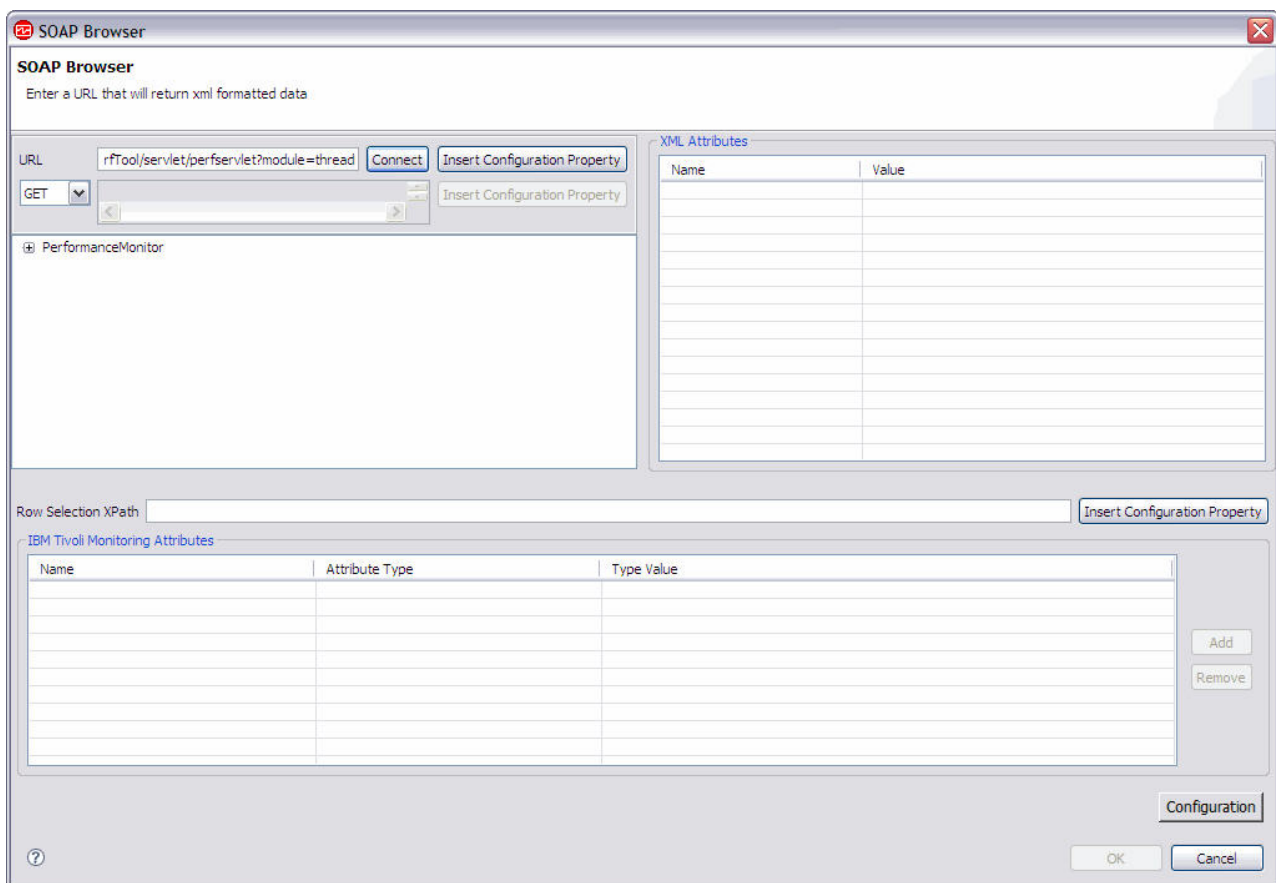 SOAP Browser
SOAP Browser
Enter a URL that will return xml formatted data
URL
rfTool/servlet/perfservlet?module=thread
Connect
Insert Configuration Property
GET
Insert Configuration Property
PerformanceMonitor
XML Attributes
Name
Value
Row Selection XPath
Insert Configuration Property
IBM Tivoli Monitoring Attributes
Name
Attribute Type
Type Value
Add
Remove
Configuration
?
OK
Cancel